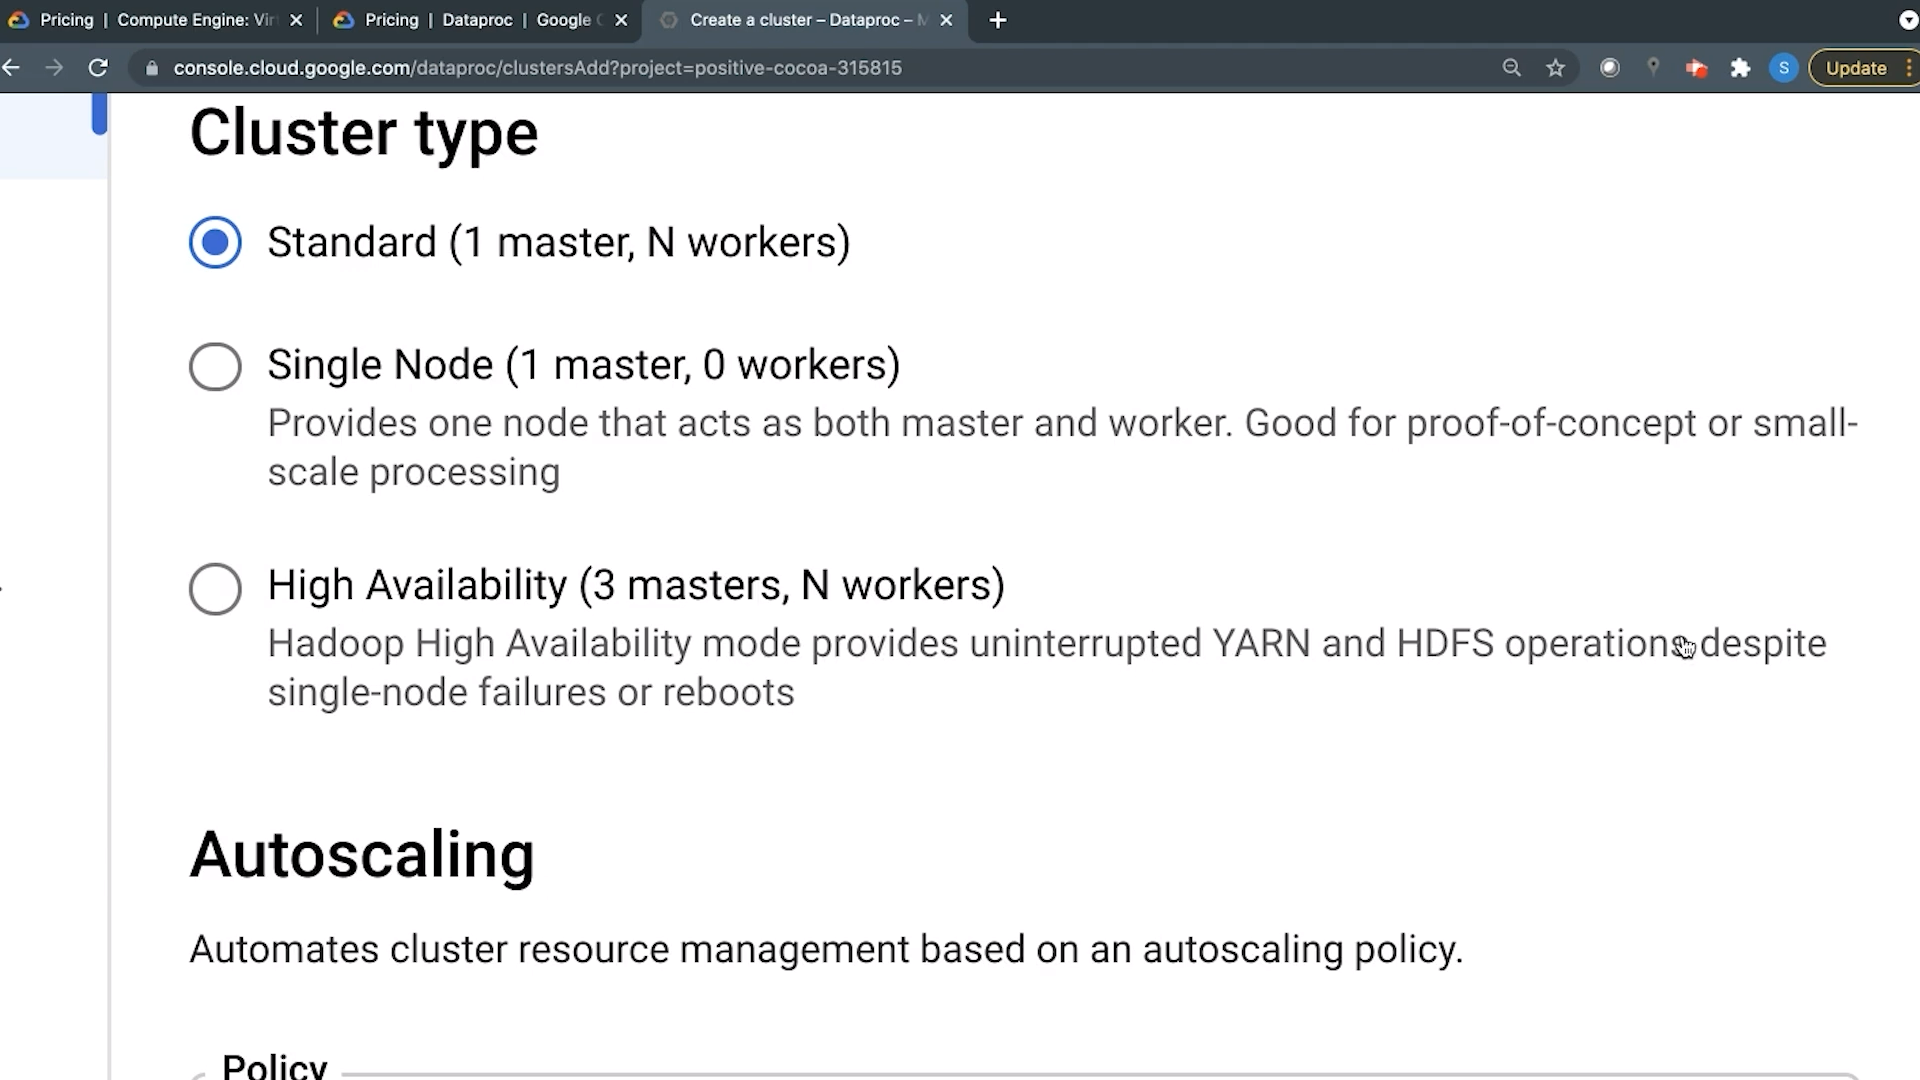 Pricing | Compute Engine: Vir
Pricing | Dataproc | Google C
Create a cluster – Dataproc – M
console.cloud.google.com/dataproc/clustersAdd?project=positive-cocoa-315815
S
Update
Cluster type
Standard (1 master, N workers)
Single Node (1 master, 0 workers)
Provides one node that acts as both master and worker. Good for proof-of-concept or small-
scale processing
High Availability (3 masters, N workers)
Hadoop High Availability mode provides uninterrupted YARN and HDFS operations despite
single-node failures or reboots
Autoscaling
Automates cluster resource management based on an autoscaling policy.
Policy